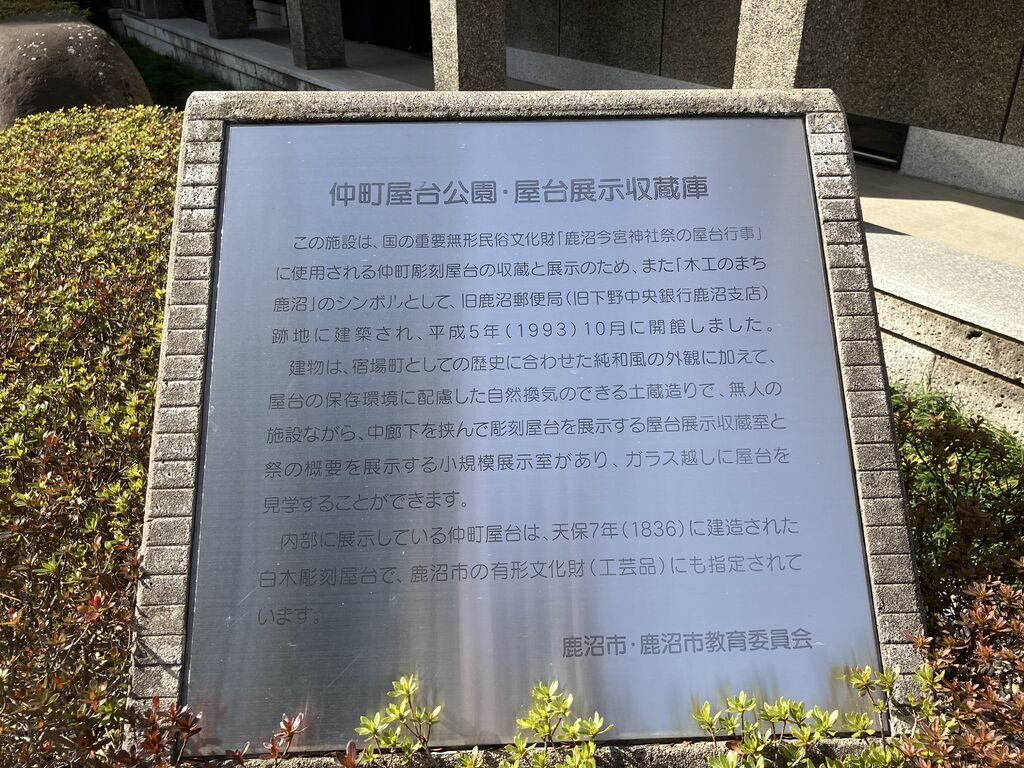 仲町屋台公園・屋台展示収蔵庫
この施設は、国の重要無形民俗文化財「鹿沼今宮神社祭の屋台行事」
に使用される仲町彫刻屋台の収蔵と展示のため、また「木工のまち
鹿沼」のシンボルとして、旧鹿沼郵便局（旧下野中央銀行鹿沼支店）
跡地に建築され、平成5年（1993）10月に開館しました。
建物は、宿場町としての歴史に合わせた純和風の外観に加えて、
屋台の保存環境に配慮した自然換気のできる土蔵造りで、無人の
施設ながら、中廊下を挟んで彫刻屋台を展示する屋台展示収蔵室と
祭の概要を展示する小規模展示室があり、ガラス越しに屋台を
見学することができます。
内部に展示している仲町屋台は、天保7年（1836）に建造された
白木彫刻屋台で、鹿沼市の有形文化財（工芸品）にも指定されて
います。
鹿沼市・鹿沼市教育委員会